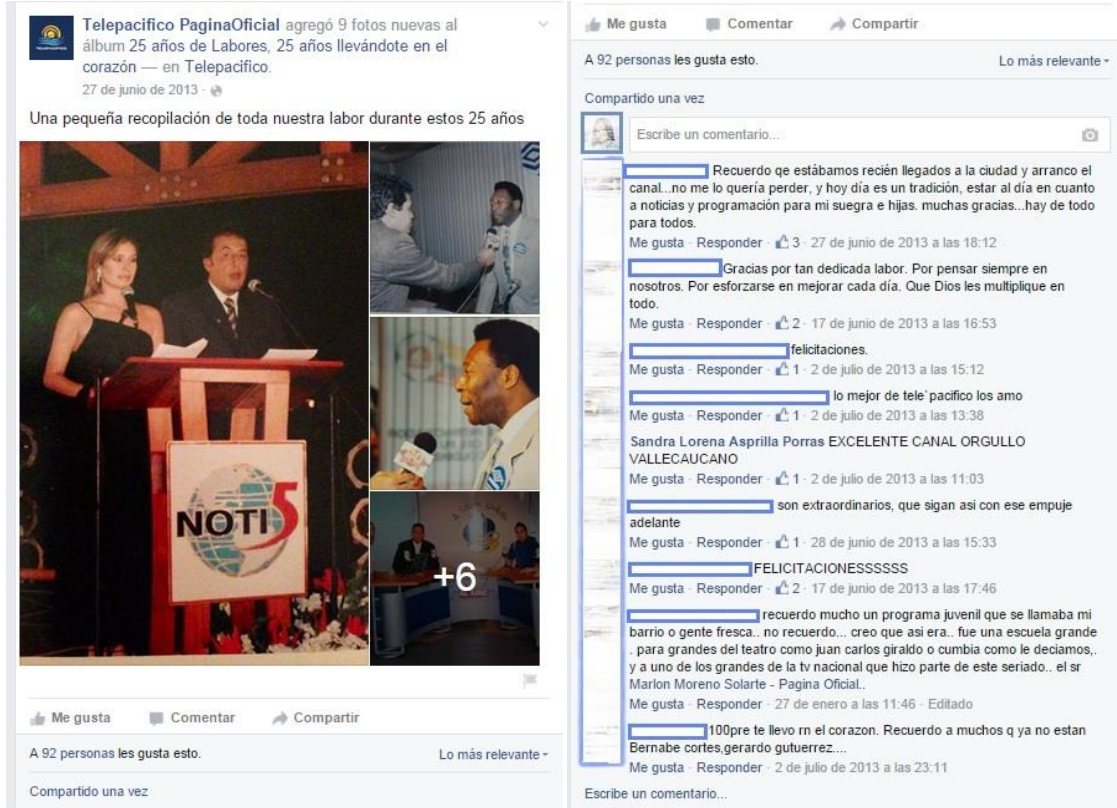 Telepacifico PaginaOficial agregó 9 fotos nuevas al
álbum 25 años de Labores, 25 años llevándote en el
corazón — en Telepacifico.
27 de junio de 2013 ·
Una pequeña recopilación de toda nuestra labor durante estos 25 años
NOTI5
+6
Me gusta Comentar Compartir
A 92 personas les gusta esto. Lo más relevante
Compartido una vez
Me gusta Comentar Compartir
A 92 personas les gusta esto. Lo más relevante
Compartido una vez
Escribe un comentario...
Recuerdo qe estábamos recién llegados a la ciudad y arranco el
canal...no me lo quería perder, y hoy día es un tradición, estar al día en cuanto
a noticias y programación para mi suegra e hijas. muchas gracias...hay de todo
para todos.
Me gusta · Responder · 3 · 27 de junio de 2013 a las 18:12
Gracias por tan dedicada labor. Por pensar siempre en
nosotros. Por esforzarse en mejorar cada día. Que Dios les multiplique en
todo.
Me gusta · Responder · 2 · 17 de junio de 2013 a las 16:53
felicitaciones.
Me gusta · Responder · 1 · 2 de julio de 2013 a las 15:12
lo mejor de tele`pacifico los amo
Me gusta · Responder · 1 · 2 de julio de 2013 a las 13:38
Sandra Lorena Asprilla Porras EXCELENTE CANAL ORGULLO
VALLECAUCANO
Me gusta · Responder · 1 · 2 de julio de 2013 a las 11:03
son extraordinarios, que sigan asi con ese empuje
adelante
Me gusta · Responder · 1 · 28 de junio de 2013 a las 15:33
FELICITACIONESSSSSS
Me gusta · Responder · 2 · 17 de junio de 2013 a las 17:46
recuerdo mucho un programa juvenil que se llamaba mi
barrio o gente fresca.. no recuerdo... creo que asi era.. fue una escuela grande
. para grandes del teatro como juan carlos giraldo o cumbia como le deciamos,.
y a uno de los grandes de la tv nacional que hizo parte de este seriado.. el sr
Marlon Moreno Solarte - Pagina Oficial..
Me gusta · Responder · 27 de enero a las 11:46 · Editado
100pre te llevo rn el corazon. Recuerdo a muchos q ya no estan
Bernabe cortes,gerardo gutuerrez....
Me gusta · Responder · 2 de julio de 2013 a las 23:11
Escribe un comentario...